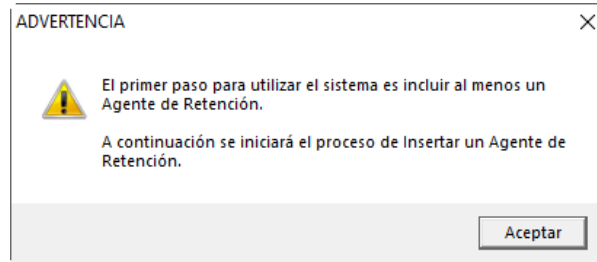 ADVERTENCIA
El primer paso para utilizar el sistema es incluir al menos un
Agente de Retención.
A continuación se iniciará el proceso de Insertar un Agente de
Retención.
Aceptar